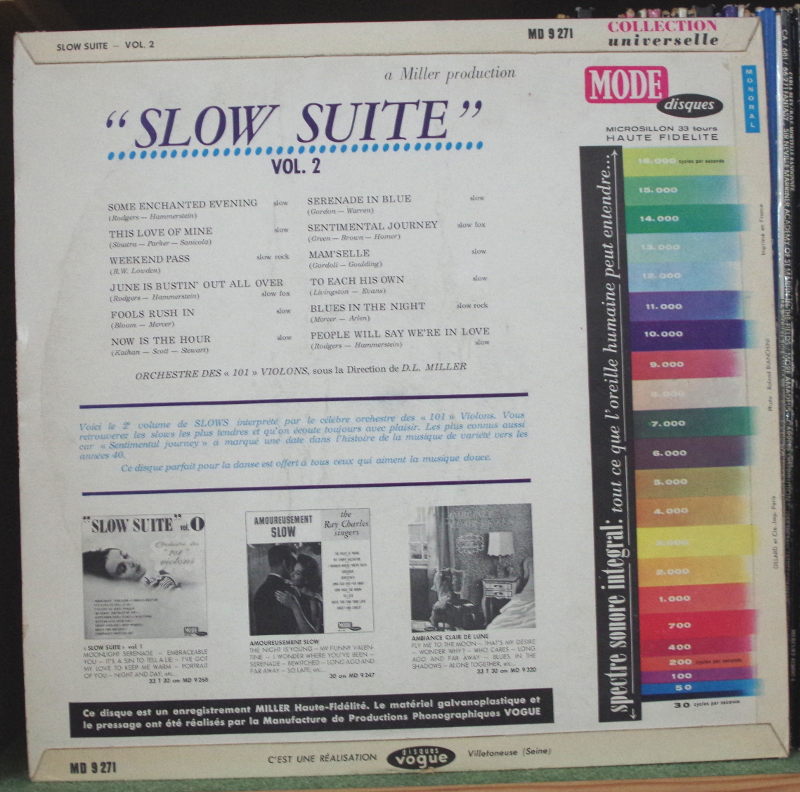 SLOW SUITE — VOL. 2
MD 9 271
COLLECTION
universelle
a Miller production
"SLOW SUITE"
VOL. 2
MODE
disques
MICROSILLON 33 tours
HAUTE FIDELITE
MONORAL
SOME ENCHANTED EVENING slow
(Rodgers — Hammerstein)
THIS LOVE OF MINE slow
(Sinatra — Parker — Sanicola)
WEEKEND PASS slow rock
(R.W. Lowden)
JUNE IS BUSTIN' OUT ALL OVER
(Rodgers — Hammerstein) slow fox
FOOLS RUSH IN slow
(Bloom — Mercer)
NOW IS THE HOUR slow
(Kaihan — Scott — Stewart)
SERENADE IN BLUE slow
(Gordon — Warren)
SENTIMENTAL JOURNEY slow fox
(Green — Brown — Homer)
MAM'SELLE slow
(Gordoli — Goulding)
TO EACH HIS OWN slow
(Livingston — Evans)
BLUES IN THE NIGHT slow rock
(Mercer — Arlen)
PEOPLE WILL SAY WE'RE IN LOVE
(Rodgers — Hammerstein) slow
ORCHESTRE DES « 101 » VIOLONS, sous la Direction de D.L. MILLER
Voici le 2e volume de SLOWS interprété par le célèbre orchestre des « 101 » Violons. Vous
retrouverez les slows les plus tendres et qu'on écoute toujours avec plaisir. Les plus connus aussi
car « Sentimental journey » a marqué une date dans l'histoire de la musique de variété vers les
années 40.
Ce disque parfait pour la danse est offert à tous ceux qui aiment la musique douce.
"SLOW SUITE" vol. 1
Orchestre des
"101"
violons
AMOUREUSEMENT
SLOW
the
Ray Charles
singers
« SLOW SUITE » vol 1
MOONLIGHT SERENADE — EMBRACEABLE
YOU — IT'S A SIN TO TELL A LIE — I'VE GOT
MY LOVE TO KEEP ME WARM — PORTRAIT
OF YOU — NIGHT AND DAY, etc...
33 T 30 cm MD 9 268
AMOUREUSEMENT SLOW
THE NIGHT IS YOUNG — MY FUNNY VALEN-
TINE — I WONDER WHERE YOU'VE BEEN —
SERENADE — BEWITCHED — LONG AGO AND
FAR AWAY — SO LATE, etc...
30 cm MD 9 247
AMBIANCE CLAIR DE LUNE
FLY ME TO THE MOON — THAT'S MY DESIRE
— WONDER WHY? — WHO CARES — LONG
AGO AND FAR AWAY — BLUES IN THE
SHADOWS — ALONE TOGETHER, etc...
33 T 30 cm MD 9 320
Ce disque est un enregistrement MILLER Haute-Fidélité. Le matériel galvanoplastique et
le pressage ont été réalisés par la Manufacture de Productions Phonographiques VOGUE
spectre sonore intégral: tout ce que l'oreille humaine peut entendre...
16.000 cycles par seconde
15.000
14.000
13.000
12.000
11.000
10.000
9.000
8.000
7.000
6.000
5.000
4.000
3.000
2.000
1.000
700
400
200 cycles par seconde
100
50
30 cycles par seconde
Imprimé en France
MD 9 271
C'EST UNE RÉALISATION
disques
vogue
Villetaneuse (Seine)